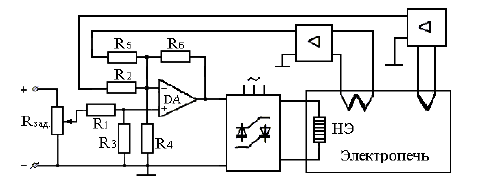 R5
R6
R2
DA
+
−
+
−
Rзад.
R1
R3
R4
~
НЭ
Электропечь